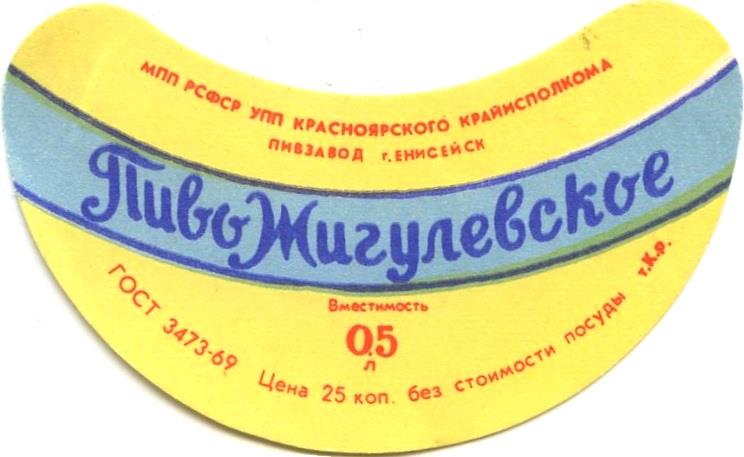 МПП РСФСР УПП КРАСНОЯРСКОГО КРАЙИСПОЛКОМА
ПИВЗАВОД г. ЕНИСЕЙСК
Пиво Жигулевское
Вместимость
0,5
л
ГОСТ 3473-69 Цена 25 коп. без стоимости посуды т.К.р.